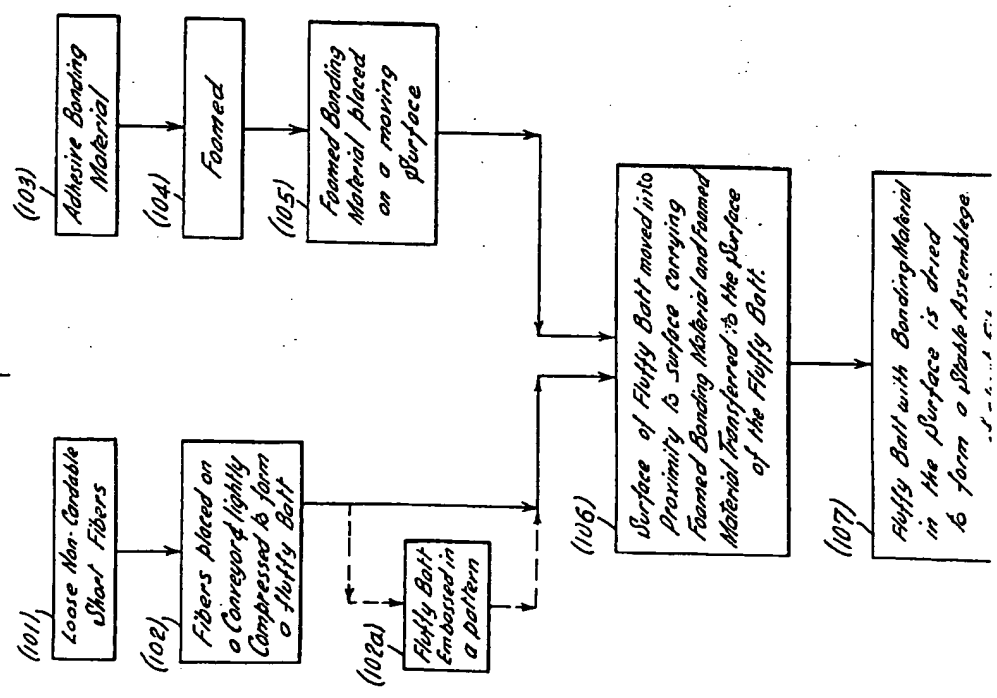 (101)
Loose Non-Cardable
Short Fibers
(102)
Fibers placed on
a Conveyor & lightly
Compressed to form
a fluffy Batt
(102a)
Fluffy Batt
Embossed in
a pattern
(103)
Adhesive Bonding
Material
(104)
Foamed
(105)
Foamed Bonding
Material placed
on a moving
Surface
(106)
Surface of Fluffy Batt moved into
Proximity to surface carrying
Foamed Bonding Material and Foamed
Material Transferred to the Surface
of the Fluffy Batt.
(107)
Fluffy Batt with Bonding Material
in the Surface is dried
to form a Stable Assemblege